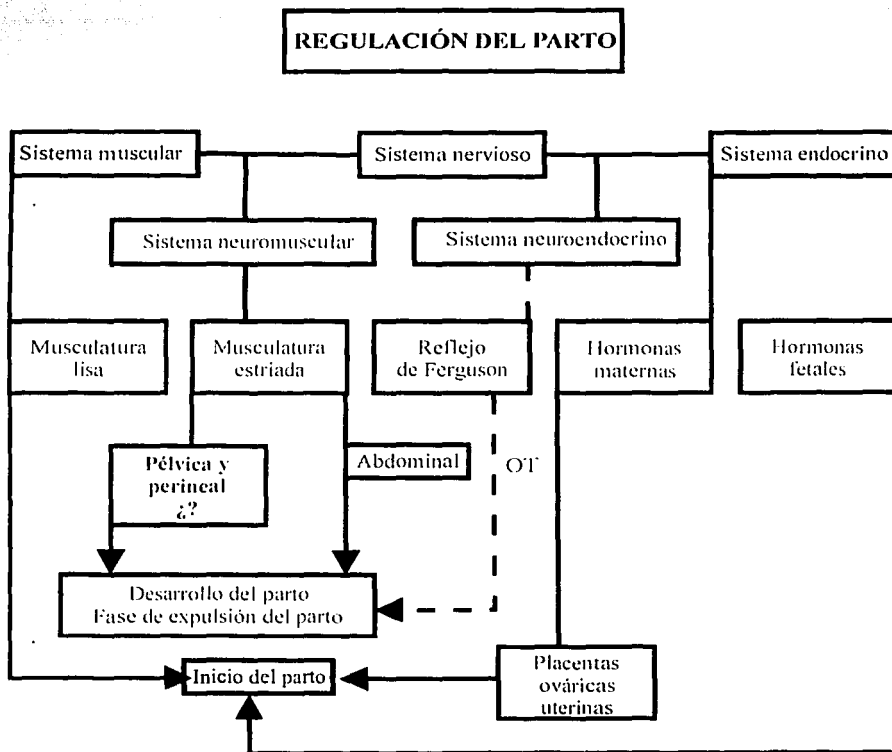 REGULACIÓN DEL PARTO
Sistema muscular
Sistema nervioso
Sistema endocrino
Sistema neuromuscular
Sistema neuroendocrino
Musculatura
lisa
Musculatura
estriada
Reflejo
de Ferguson
Hormonas
maternas
Hormonas
fetales
Pélvica y
perineal
¿?
Abdominal
OT
Desarrollo del parto
Fase de expulsión del parto
Inicio del parto
Placentas
ováricas
uterinas